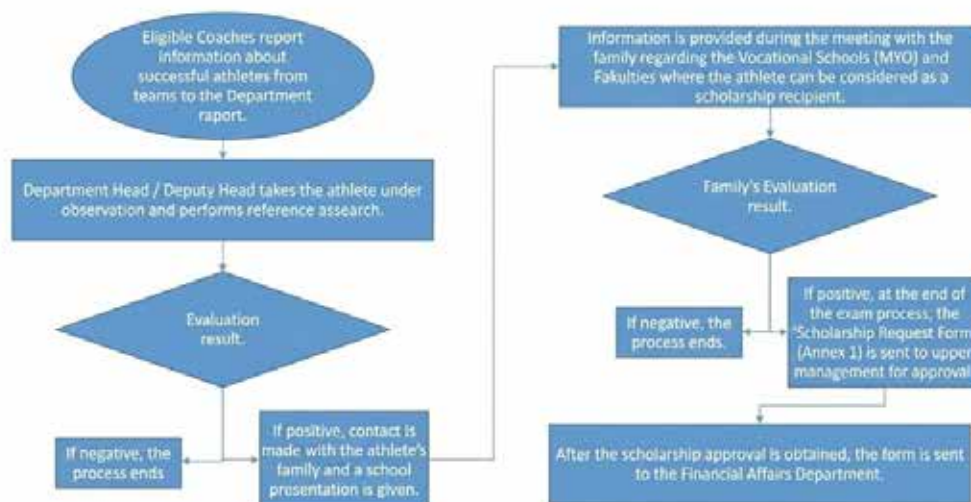 Eligible Coaches report
information about
successful athletes from
teams to the Department
report.
Department Head / Deputy Head takes the athlete under
observation and performs reference assearch.
Evaluation
result.
If negative, the
process ends
If positive, contact is
made with the athlete's
family and a school
presentation is given.
Information is provided during the meeting with the
family regarding the Vocational Schools (MYO) and
Fakulties where the athlete can be considered as a
scholarship recipient.
Family's Evaluation
result.
If negative, the
process ends.
If positive, at the end of
the exam process, the
'Scholarship Request Form
(Annex 1) is sent to upper
management for approval
After the scholarship approval is obtained, the form is sent
to the Financial Affairs Department.